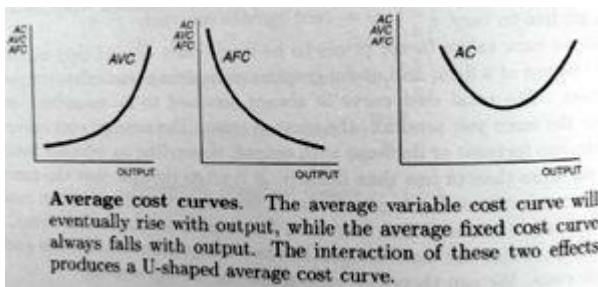 AC
AVC
AFC
AVC
OUTPUT
AC
AVC
AFC
AFC
OUTPUT
AC
AVC
AFC
AC
OUTPUT
Average cost curves. The average variable cost curve will
eventually rise with output, while the average fixed cost curve
always falls with output. The interaction of these two effects
produces a U-shaped average cost curve.